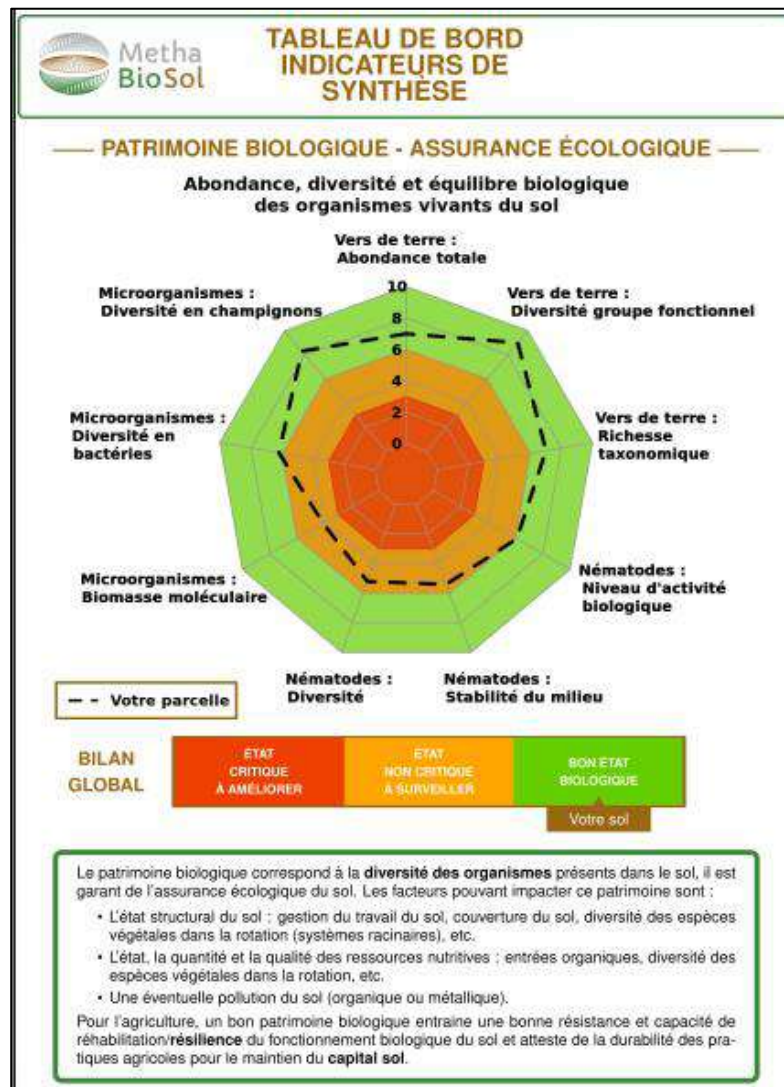 Metha
BioSol
TABLEAU DE BORD
INDICATEURS DE
SYNTHÈSE
PATRIMOINE BIOLOGIQUE - ASSURANCE ÉCOLOGIQUE
Abondance, diversité et équilibre biologique
des organismes vivants du sol
Vers de terre :
Abondance totale
Microorganismes :
Diversité en champignons
Vers de terre :
Diversité groupe fonctionnel
10
8
6
4
2
0
Microorganismes :
Diversité en
bactéries
Vers de terre :
Richesse
taxonomique
Microorganismes :
Biomasse moléculaire
Nématodes :
Niveau d'activité
biologique
Nématodes :
Diversité
Nématodes :
Stabilité du milieu
Votre parcelle
BILAN
GLOBAL
ÉTAT
CRITIQUE
À AMÉLIORER
ÉTAT
NON CRITIQUE
À SURVEILLER
BON ÉTAT
BIOLOGIQUE
Votre sol
Le patrimoine biologique correspond à la diversité des organismes présents dans le sol, il est
garant de l'assurance écologique du sol. Les facteurs pouvant impacter ce patrimoine sont :
• L'état structural du sol : gestion du travail du sol, couverture du sol, diversité des espèces
végétales dans la rotation (systèmes racinaires), etc.
• L'état, la quantité et la qualité des ressources nutritives : entrées organiques, diversité des
espèces végétales dans la rotation, etc.
• Une éventuelle pollution du sol (organique ou métallique).
Pour l'agriculture, un bon patrimoine biologique entraine une bonne résistance et capacité de
réhabilitation/résilience du fonctionnement biologique du sol et atteste de la durabilité des pra-
tiques agricoles pour le maintien du capital sol.